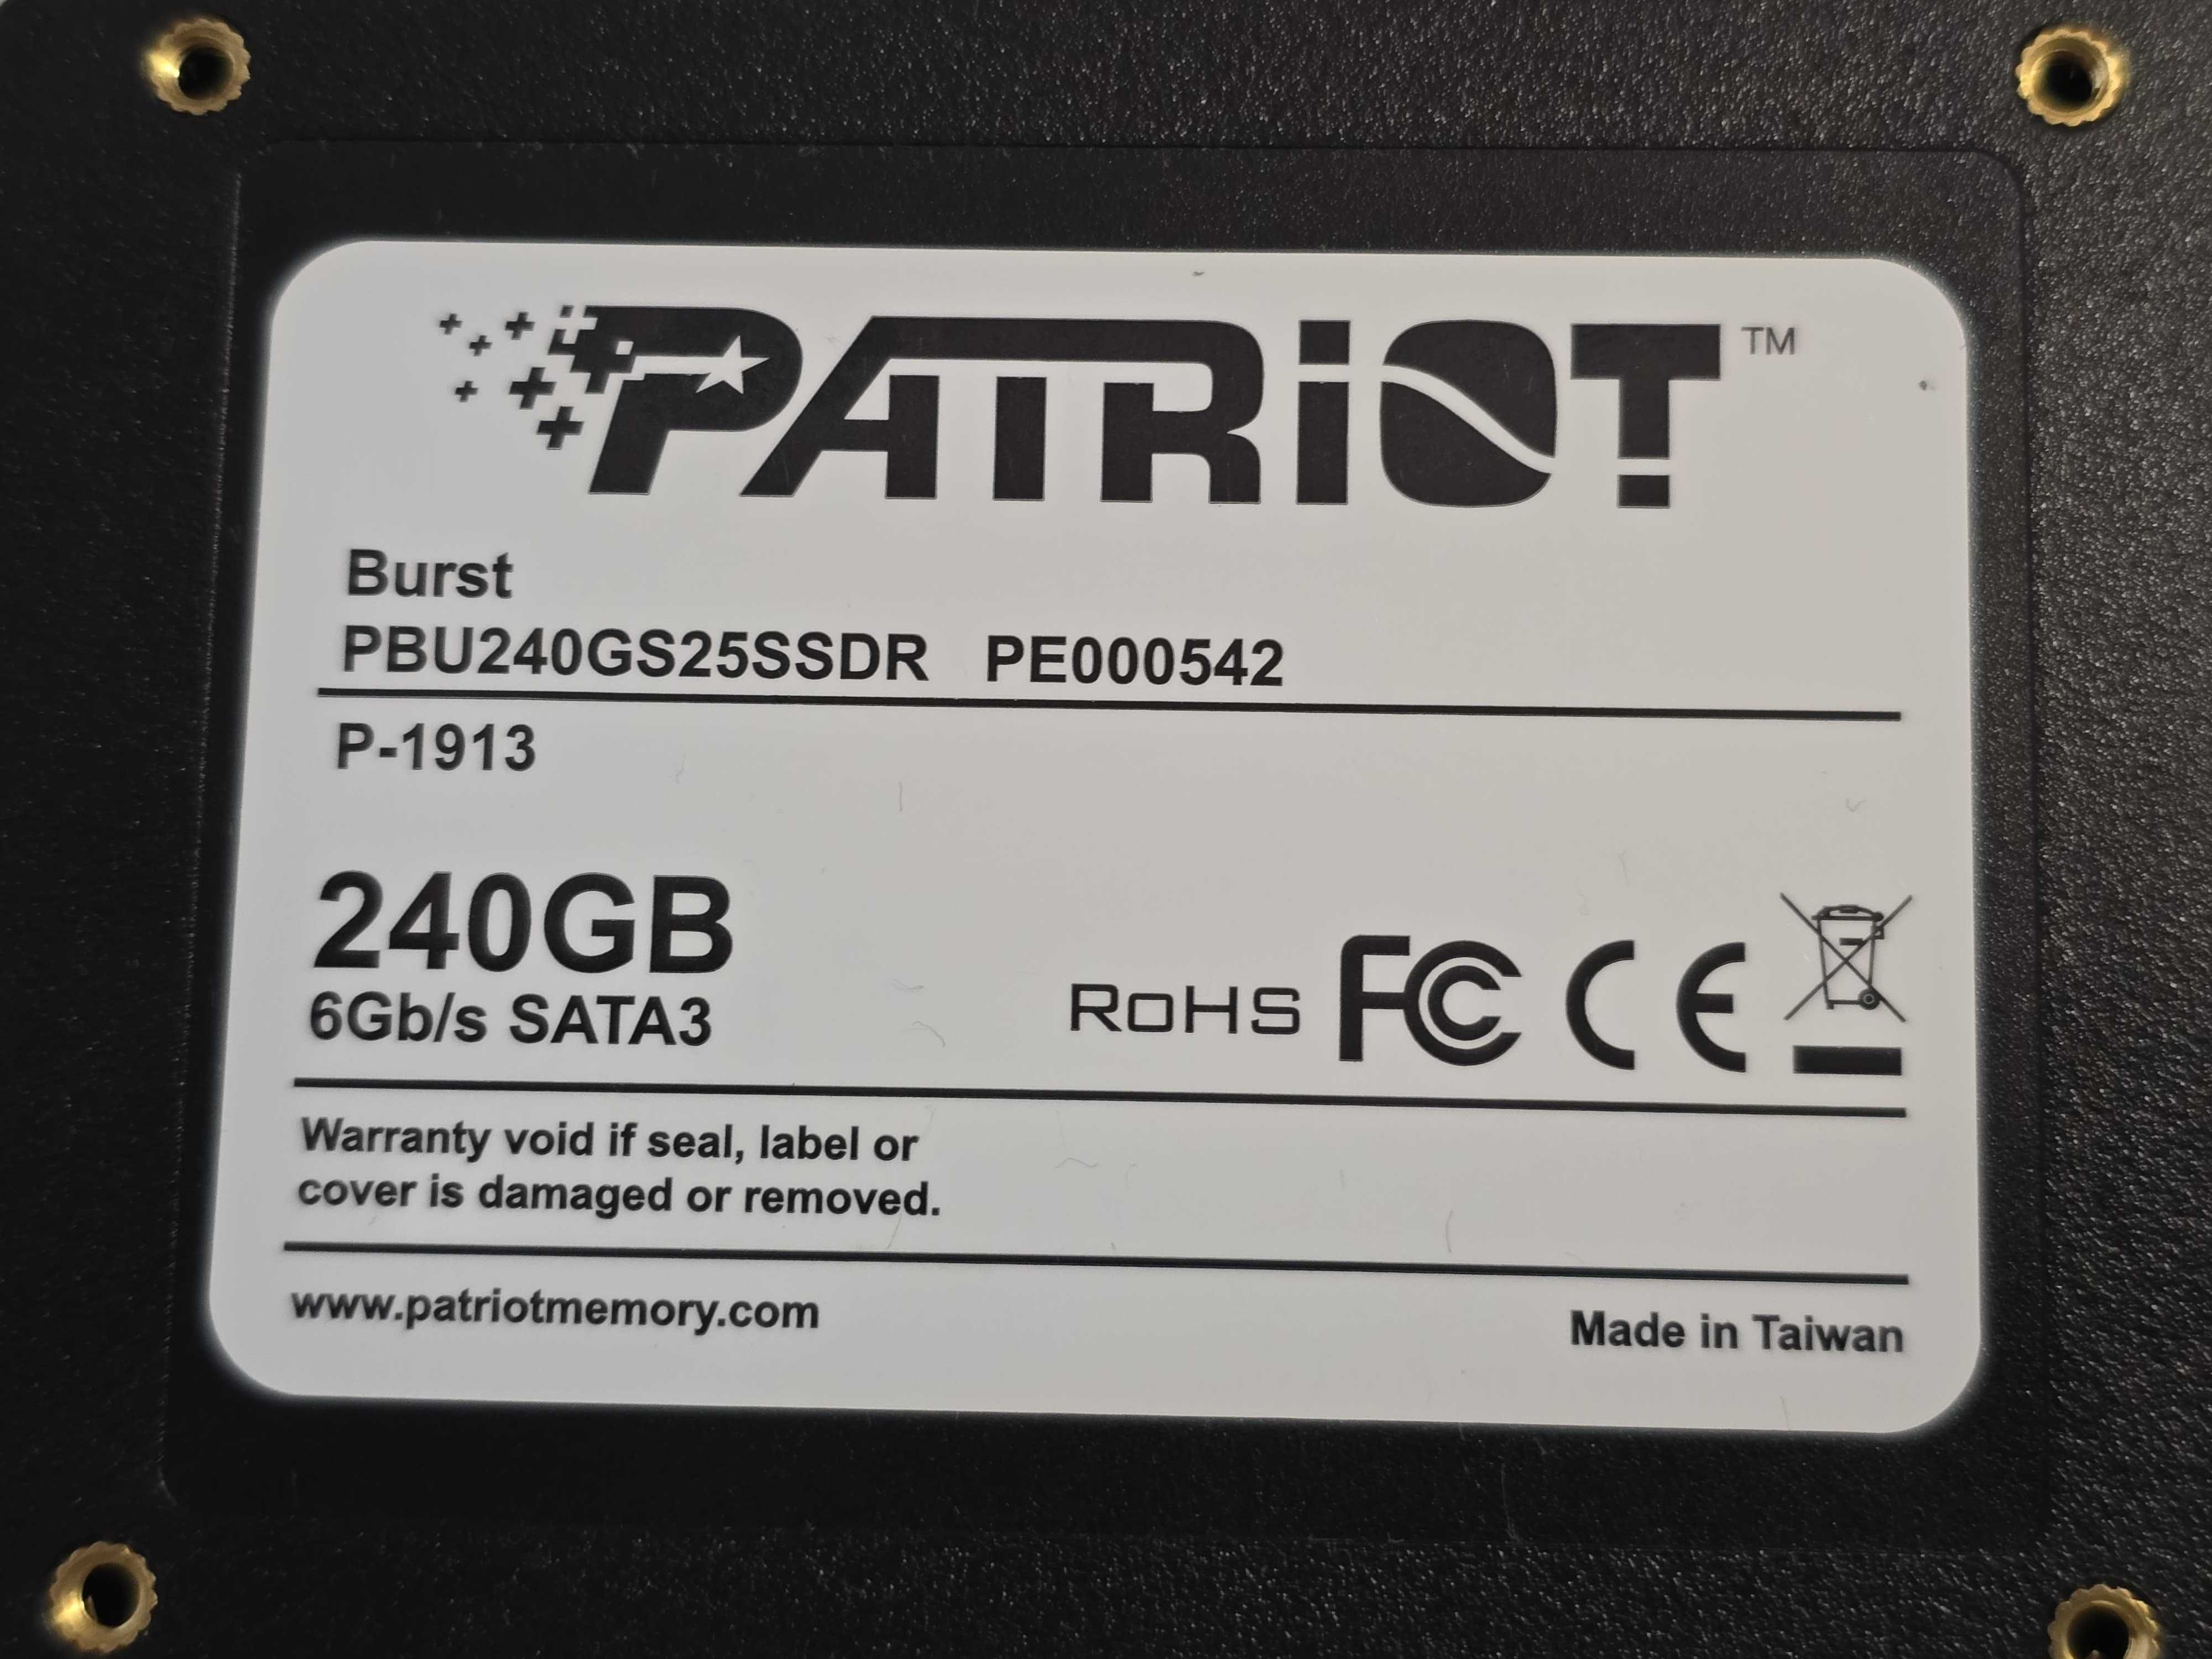 PATRIOT™
Burst
PBU240GS25SSDR PE000542
P-1913
240GB
6Gb/s SATA3
RoHS FC CE
Warranty void if seal, label or
cover is damaged or removed.
www.patriotmemory.com
Made in Taiwan